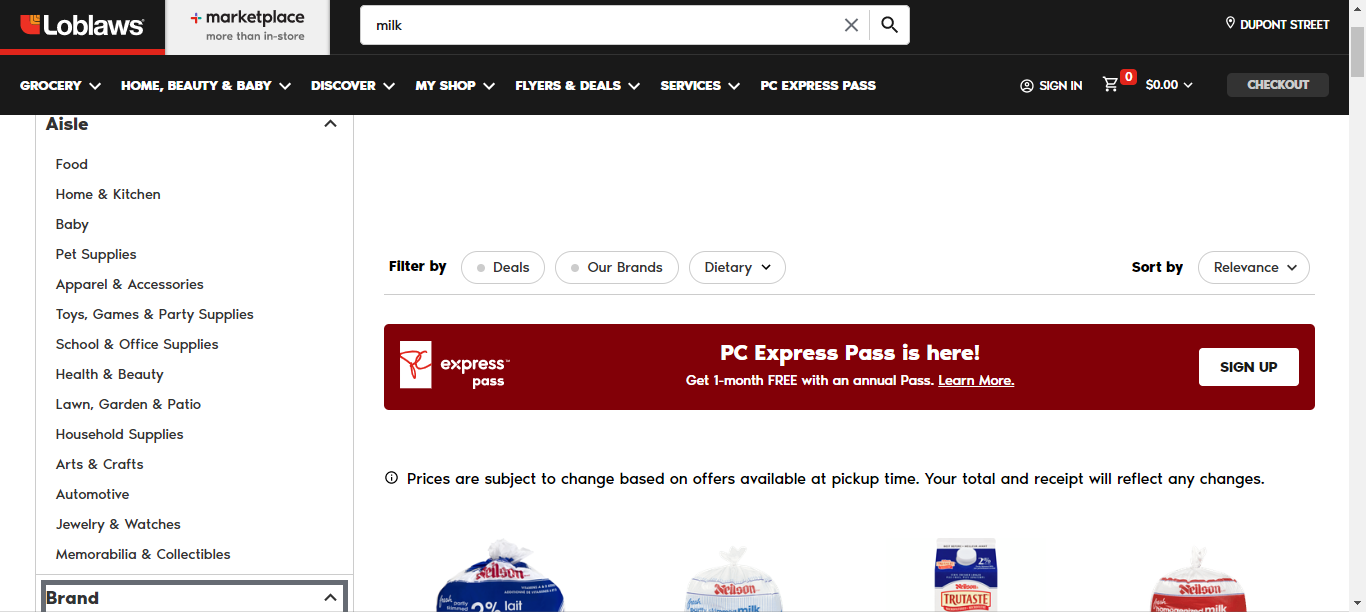 Loblaws
marketplace
more than in-store
milk
DUPONT STREET
GROCERY
HOME, BEAUTY & BABY
DISCOVER
MY SHOP
FLYERS & DEALS
SERVICES
PC EXPRESS PASS
SIGN IN
0
$0.00
CHECKOUT
Aisle
Food
Home & Kitchen
Baby
Pet Supplies
Apparel & Accessories
Toys, Games & Party Supplies
School & Office Supplies
Health & Beauty
Lawn, Garden & Patio
Household Supplies
Arts & Crafts
Automotive
Jewelry & Watches
Memorabilia & Collectibles
Brand
Filter by
Deals
Our Brands
Dietary
Sort by
Relevance
PC
express™
pass
PC Express Pass is here!
Get 1-month FREE with an annual Pass. Learn More.
SIGN UP
Prices are subject to change based on offers available at pickup time. Your total and receipt will reflect any changes.
Neilson
fresh
2% lait
Neilson
fresh
milk
2%
Neilson
TRUTASTE
Neilson
fresh
milk